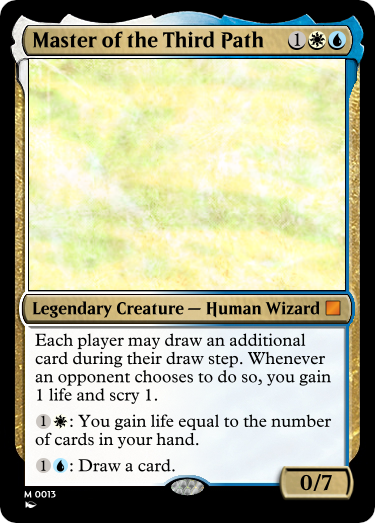 Master of the Third Path 1
Legendary Creature — Human Wizard
Each player may draw an additional
card during their draw step. Whenever
an opponent chooses to do so, you gain
1 life and scry 1.
1 : You gain life equal to the number
of cards in your hand.
1 : Draw a card.
0/7
M 0013